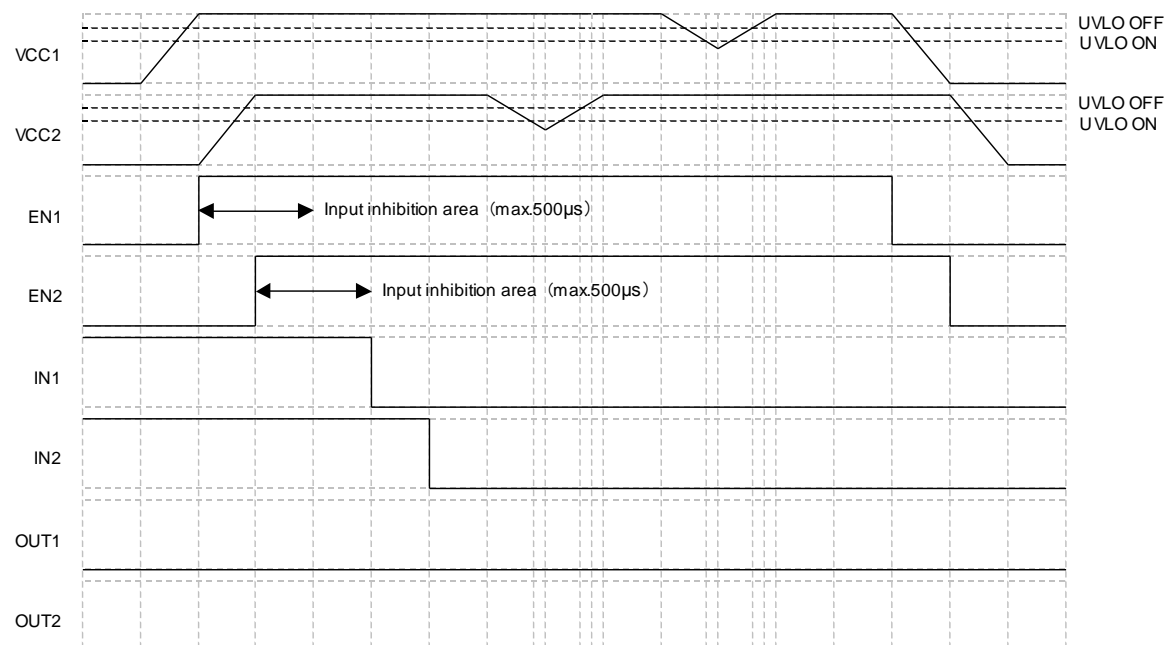 UVLO OFF
UVLO ON
VCC1
UVLO OFF
UVLO ON
VCC2
Input inhibition area (max.500μs)
EN1
Input inhibition area (max.500μs)
EN2
IN1
IN2
OUT1
OUT2